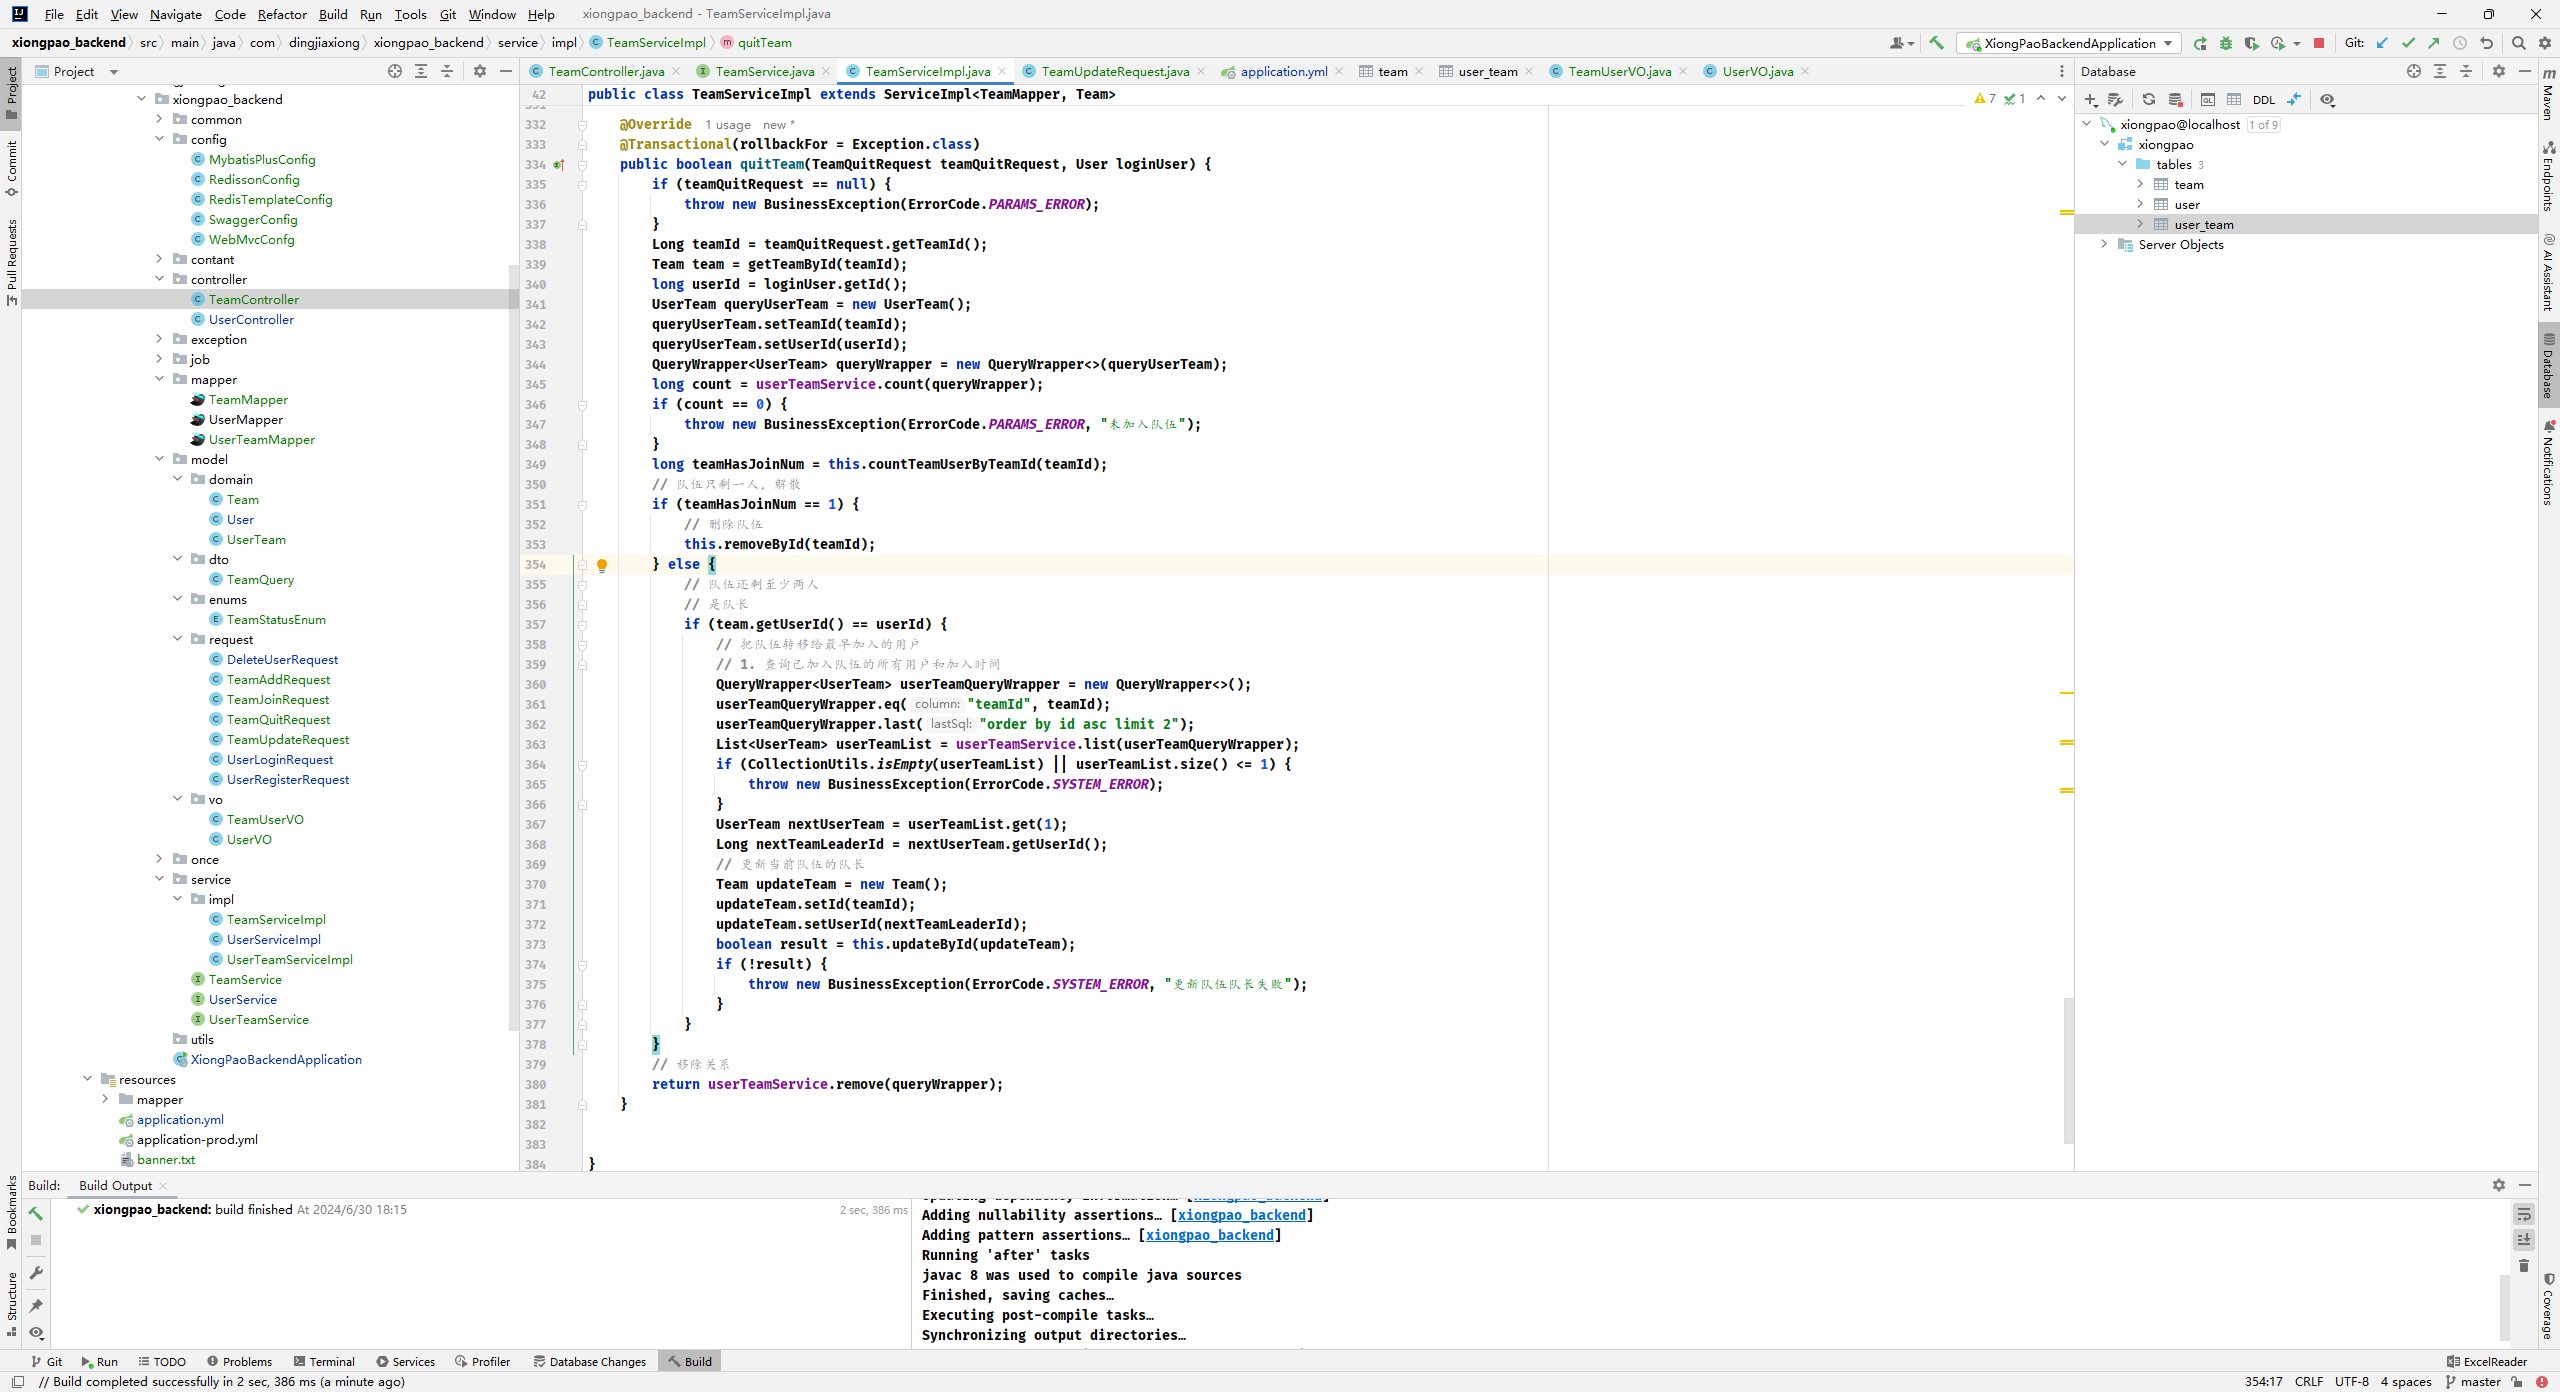 File Edit View Navigate Code Refactor Build Run Tools Git Window Help xiongpao_backend - TeamServiceImpl.java
xiongpao_backend src main java com dingjiaxiong xiongpao_backend service impl TeamServiceImpl quitTeam XiongPaoBackendApplication Git:
Project
TeamController.java TeamService.java TeamServiceImpl.java TeamUpdateRequest.java application.yml team user_team TeamUserVO.java UserVO.java
Database
Project
Commit
Pull Requests
Bookmarks
Structure
xiongpao_backend
common
config
MybatisPlusConfig
RedissonConfig
RedisTemplateConfig
SwaggerConfig
WebMvcConfg
contant
controller
TeamController
UserController
exception
job
mapper
TeamMapper
UserMapper
UserTeamMapper
model
domain
Team
User
UserTeam
dto
TeamQuery
enums
TeamStatusEnum
request
DeleteUserRequest
TeamAddRequest
TeamJoinRequest
TeamQuitRequest
TeamUpdateRequest
UserLoginRequest
UserRegisterRequest
vo
TeamUserVO
UserVO
once
service
impl
TeamServiceImpl
UserServiceImpl
UserTeamServiceImpl
TeamService
UserService
UserTeamService
utils
XiongPaoBackendApplication
resources
mapper
application.yml
application-prod.yml
banner.txt
42 public class TeamServiceImpl extends ServiceImpl<TeamMapper, Team>
7 1
332 @Override 1 usage new *
333 @Transactional(rollbackFor = Exception.class)
334 public boolean quitTeam(TeamQuitRequest teamQuitRequest, User loginUser) {
335 if (teamQuitRequest == null) {
336 throw new BusinessException(ErrorCode.PARAMS_ERROR);
337 }
338 Long teamId = teamQuitRequest.getTeamId();
339 Team team = getTeamById(teamId);
340 long userId = loginUser.getId();
341 UserTeam queryUserTeam = new UserTeam();
342 queryUserTeam.setTeamId(teamId);
343 queryUserTeam.setUserId(userId);
344 QueryWrapper<UserTeam> queryWrapper = new QueryWrapper<>(queryUserTeam);
345 long count = userTeamService.count(queryWrapper);
346 if (count == 0) {
347 throw new BusinessException(ErrorCode.PARAMS_ERROR, "未加入队伍");
348 }
349 long teamHasJoinNum = this.countTeamUserByTeamId(teamId);
350 // 队伍只剩一人，解散
351 if (teamHasJoinNum == 1) {
352 // 删除队伍
353 this.removeById(teamId);
354 } else {
355 // 队伍还剩至少两人
356 // 是队长
357 if (team.getUserId() == userId) {
358 // 把队伍转移给最早加入的用户
359 // 1. 查询已加入队伍的所有用户和加入时间
360 QueryWrapper<UserTeam> userTeamQueryWrapper = new QueryWrapper<>();
361 userTeamQueryWrapper.eq( column: "teamId", teamId);
362 userTeamQueryWrapper.last( lastSql: "order by id asc limit 2");
363 List<UserTeam> userTeamList = userTeamService.list(userTeamQueryWrapper);
364 if (CollectionUtils.isEmpty(userTeamList) || userTeamList.size() <= 1) {
365 throw new BusinessException(ErrorCode.SYSTEM_ERROR);
366 }
367 UserTeam nextUserTeam = userTeamList.get(1);
368 Long nextTeamLeaderId = nextUserTeam.getUserId();
369 // 更新当前队伍的队长
370 Team updateTeam = new Team();
371 updateTeam.setId(teamId);
372 updateTeam.setUserId(nextTeamLeaderId);
373 boolean result = this.updateById(updateTeam);
374 if (!result) {
375 throw new BusinessException(ErrorCode.SYSTEM_ERROR, "更新队伍队长失败");
376 }
377 }
378 }
379 // 移除关系
380 return userTeamService.remove(queryWrapper);
381 }
382
383
384 }
DDL
xiongpao@localhost 1 of 9
xiongpao
tables 3
team
user
user_team
Server Objects
Maven
Endpoints
AI Assistant
Database
Notifications
Coverage
Build: Build Output
xiongpao_backend: build finished At 2024/6/30 18:15 2 sec, 386 ms
Adding nullability assertions… [xiongpao_backend]
Adding pattern assertions… [xiongpao_backend]
Running 'after' tasks
javac 8 was used to compile java sources
Finished, saving caches…
Executing post-compile tasks…
Synchronizing output directories…
Git Run TODO Problems Terminal Services Profiler Database Changes Build ExcelReader
// Build completed successfully in 2 sec, 386 ms (a minute ago) 354:17 CRLF UTF-8 4 spaces master